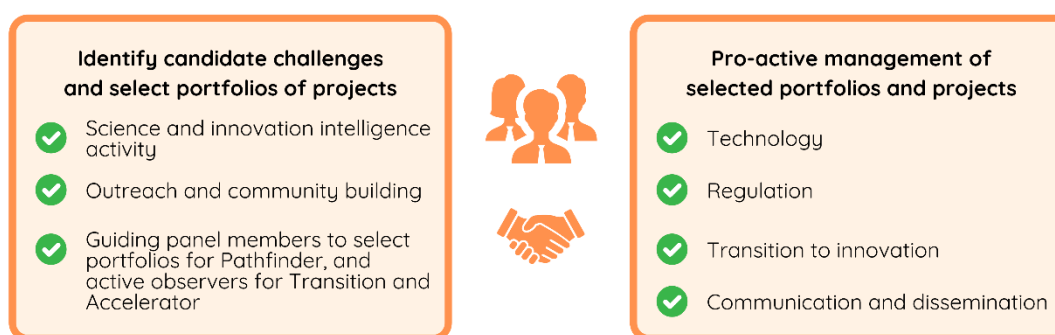 Identify candidate challenges
and select portfolios of projects
Science and innovation intelligence
activity
Outreach and community building
Guiding panel members to select
portfolios for Pathfinder, and
active observers for Transition and
Accelerator
Pro-active management of
selected portfolios and projects
Technology
Regulation
Transition to innovation
Communication and dissemination